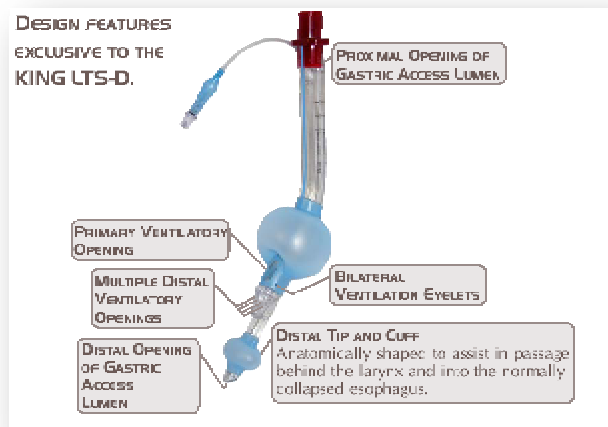 DESIGN FEATURES
EXCLUSIVE TO THE
KING LTS-D.
PROXIMAL OPENING OF
GASTRIC ACCESS LUMEN
PRIMARY VENTILATORY
OPENING
MULTIPLE DISTAL
VENTILATORY
OPENINGS
BILATERAL
VENTILATION EYELETS
DISTAL OPENING
OF GASTRIC
ACCESS
LUMEN
DISTAL TIP AND CUFF
Anatomically shaped to assist in passage
behind the larynx and into the normally
collapsed esophagus.